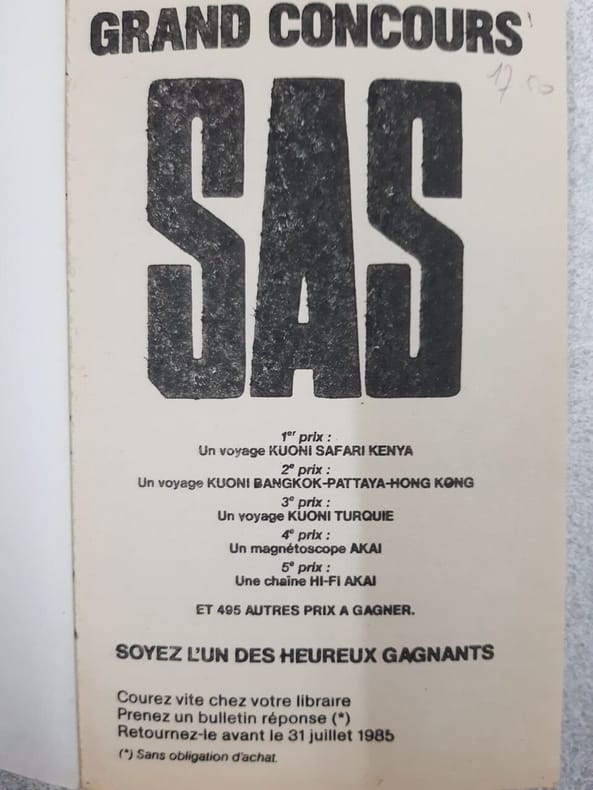 GRAND CONCOURS
17.50
SAS
1er prix :
Un voyage KUONI SAFARI KENYA
2e prix :
Un voyage KUONI BANGKOK-PATTAYA-HONG KONG
3e prix :
Un voyage KUONI TURQUIE
4e prix :
Un magnétoscope AKAI
5e prix :
Une chaîne HI-FI AKAI
ET 495 AUTRES PRIX A GAGNER.
SOYEZ L'UN DES HEUREUX GAGNANTS
Courez vite chez votre libraire
Prenez un bulletin réponse (*)
Retournez-le avant le 31 juillet 1985
(*) Sans obligation d'achat.